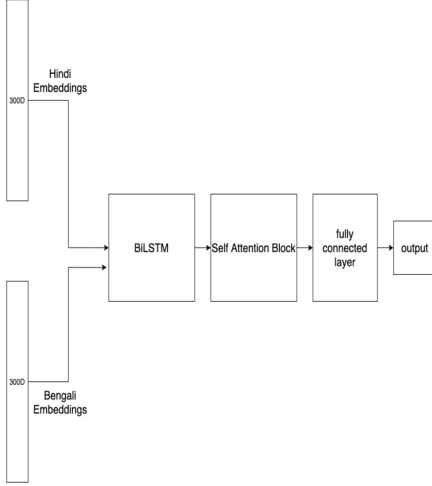 Hindi
Embeddings
300D
BiLSTM
Self Attention Block
fully
connected
layer
output
300D
Bengali
Embeddings